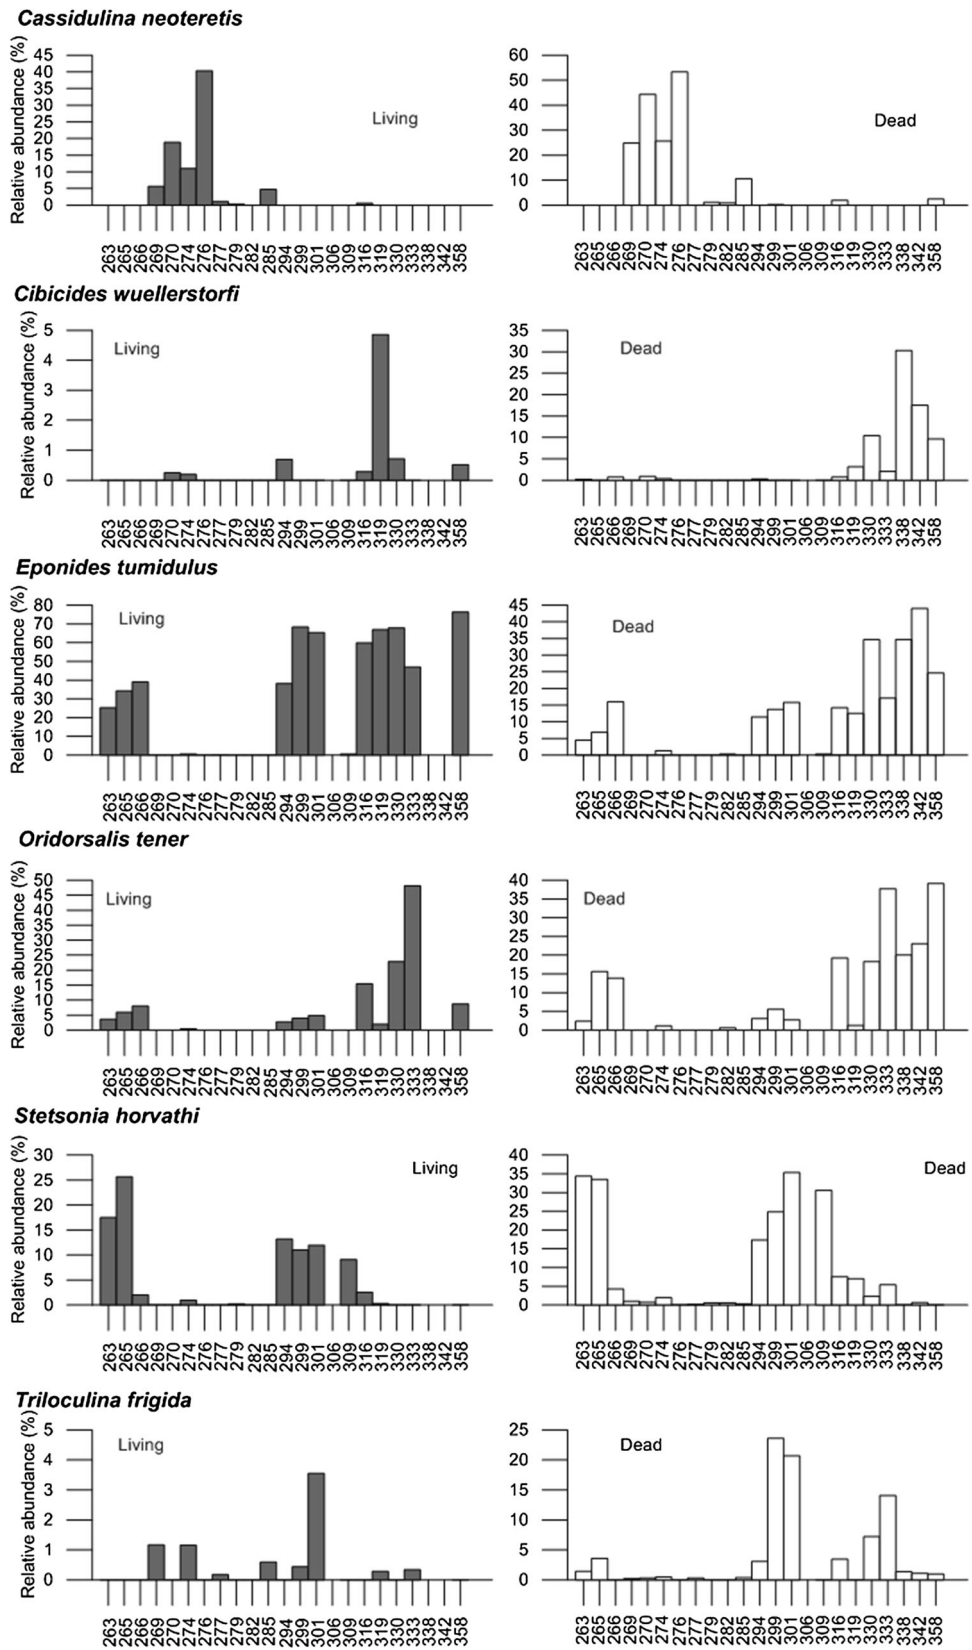 Cassidulina neoteretis
Relative abundance (%)
45
40
35
30
25
20
15
10
5
0
Living
263 265 266 269 270 274 276 277 279 282 285 294 299 301 306 309 316 319 330 333 338 342 358
60
50
40
30
20
10
0
Dead
263 265 266 269 270 274 276 277 279 282 285 294 299 301 306 309 316 319 330 333 338 342 358
Cibicides wuellerstorfi
Relative abundance (%)
5
4
3
2
1
0
Living
263 265 266 269 270 274 276 277 279 282 285 294 299 301 306 309 316 319 330 333 338 342 358
35
30
25
20
15
10
5
0
Dead
263 265 266 269 270 274 276 277 279 282 285 294 299 301 306 309 316 319 330 333 338 342 358
Eponides tumidulus
Relative abundance (%)
80
70
60
50
40
30
20
10
0
Living
263 265 266 269 270 274 276 277 279 282 285 294 299 301 306 309 316 319 330 333 338 342 358
45
40
35
30
25
20
15
10
5
0
Dead
263 265 266 269 270 274 276 277 279 282 285 294 299 301 306 309 316 319 330 333 338 342 358
Oridorsalis tener
Relative abundance (%)
50
45
40
35
30
25
20
15
10
5
0
Living
263 265 266 269 270 274 276 277 279 282 285 294 299 301 306 309 316 319 330 333 338 342 358
40
35
30
25
20
15
10
5
0
Dead
263 265 266 269 270 274 276 277 279 282 285 294 299 301 306 309 316 319 330 333 338 342 358
Stetsonia horvathi
Relative abundance (%)
30
25
20
15
10
5
0
Living
263 265 266 269 270 274 276 277 279 282 285 294 299 301 306 309 316 319 330 333 338 342 358
40
35
30
25
20
15
10
5
0
Dead
263 265 266 269 270 274 276 277 279 282 285 294 299 301 306 309 316 319 330 333 338 342 358
Triloculina frigida
Relative abundance (%)
5
4
3
2
1
0
Living
263 265 266 269 270 274 276 277 279 282 285 294 299 301 306 309 316 319 330 333 338 342 358
25
20
15
10
5
0
Dead
263 265 266 269 270 274 276 277 279 282 285 294 299 301 306 309 316 319 330 333 338 342 358